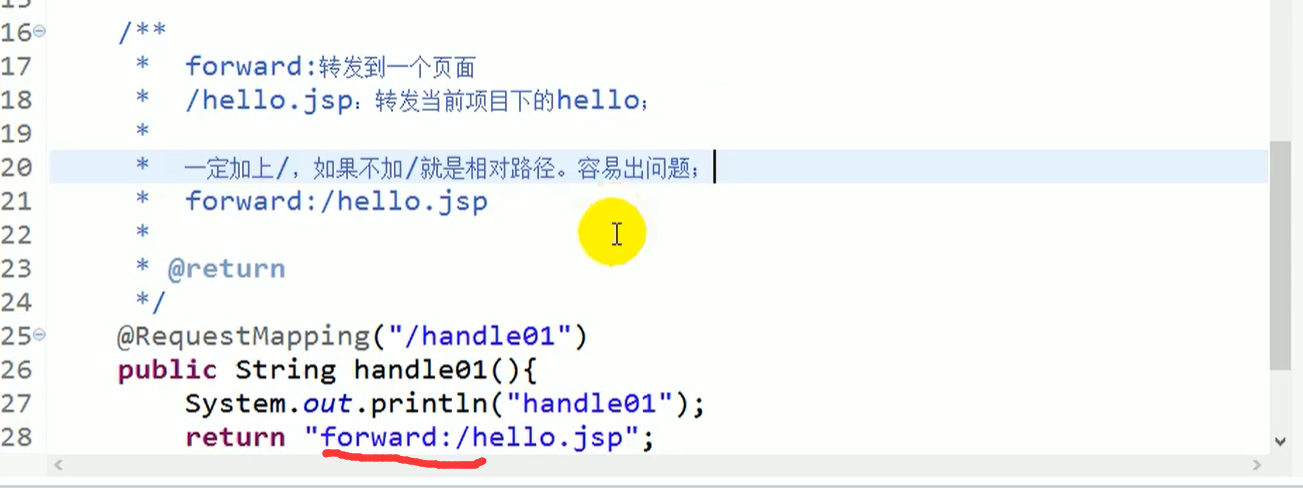 16 /**
17 * forward:转发到一个页面
18 * /hello.jsp：转发当前项目下的hello；
19 *
20 * 一定加上/，如果不加/就是相对路径。容易出问题；
21 * forward:/hello.jsp
22 *
23 * @return
24 */
25 @RequestMapping("/handle01")
26 public String handle01(){
27 System.out.println("handle01");
28 return "forward:/hello.jsp";